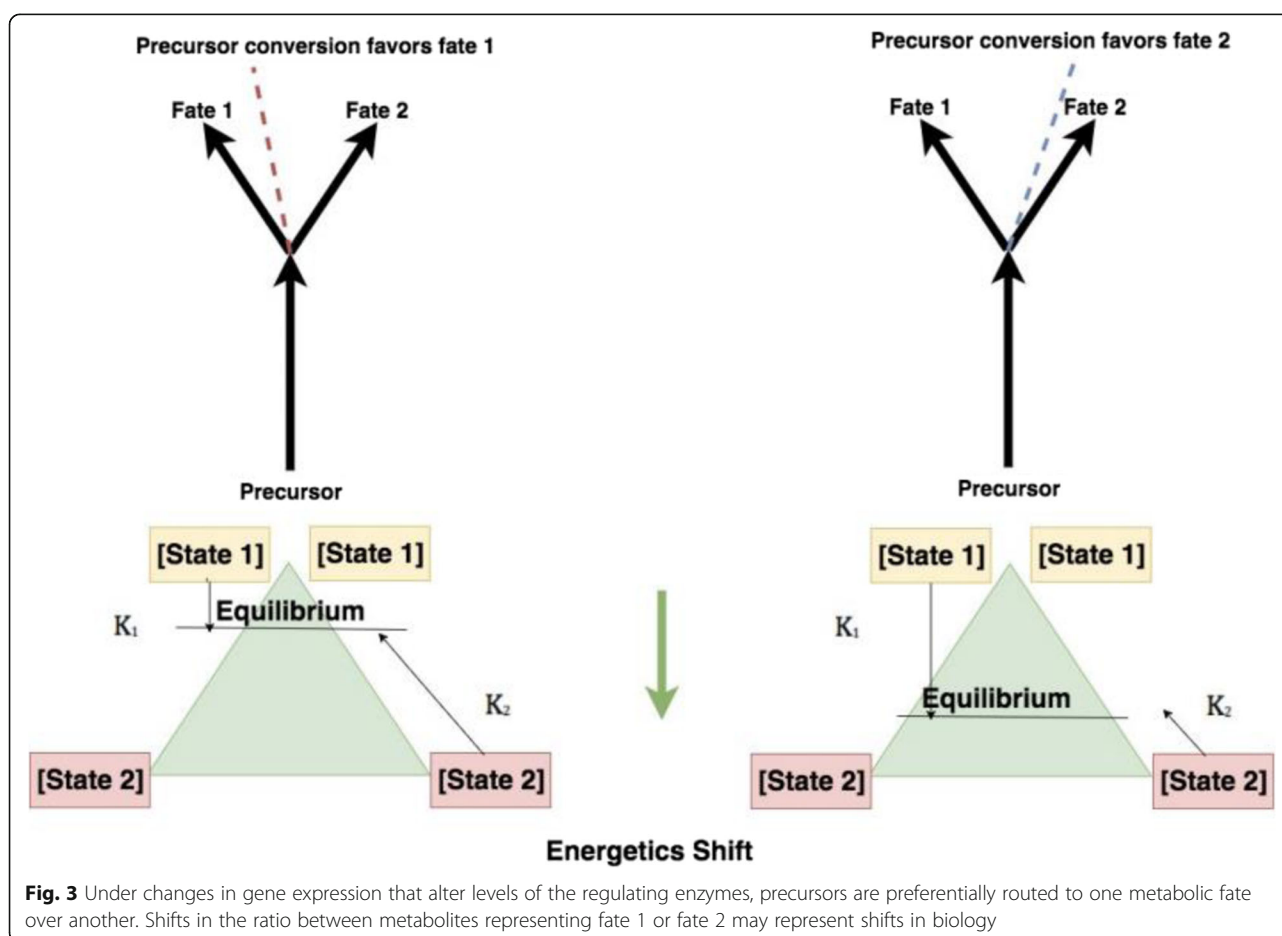 Precursor conversion favors fate 1
Precursor conversion favors fate 2
Fate 1
Fate 2
Fate 1
Fate 2
Precursor
Precursor
[State 1]
[State 1]
[State 1]
[State 1]
Equilibrium
K₁
K₂
[State 2]
[State 2]
K₁
Equilibrium
K₂
[State 2]
[State 2]
Energetics Shift
Fig. 3 Under changes in gene expression that alter levels of the regulating enzymes, precursors are preferentially routed to one metabolic fate
over another. Shifts in the ratio between metabolites representing fate 1 or fate 2 may represent shifts in biology